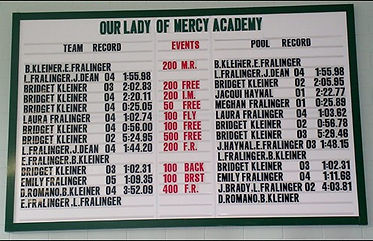 OUR LADY OF MERCY ACADEMY
TEAM RECORD EVENTS POOL RECORD
B.KLEINER.E.FRALINGER 200 M.R. B.KLEINER.E.FRALINGER
L.FRALINGER.J.DEAN 04 1:55.98 L.FRALINGER.J.DEAN 04 1:55.98
BRIDGET KLEINER 03 2:02.83 200 FREE BRIDGET KLEINER 02 2:05.95
BRIDGET KLEINER 04 2:20.11 200 I.M. JACQUI HAYNAL 01 2:22.77
BRIDGET KLEINER 04 0:25.05 50 FREE MEGHAN FRALINGER 01 0:25.89
LAURA FRALINGER 04 1:02.74 100 FLY LAURA FRALINGER 04 1:03.62
BRIDGET KLEINER 04 0:56.00 100 FREE BRIDGET KLEINER 02 0:56.78
BRIDGET KLEINER 02 5:24.95 500 FREE BRIDGET KLEINER 03 5:28.48
L.FRALINGER.J.DEAN 04 1:44.20 200 F.R. J.HAYNAL.E.FRALINGER 03 1:48.15
E.FRALINGER.B.KLEINER L.FRALINGER.B.KLEINER
BRIDGET KLEINER 03 1:02.31 100 BACK BRIDGET KLEINER 03 1:02.31
EMILY FRALINGER 05 1:09.35 100 BRST EMILY FRALINGER 04 1:11.68
D.ROMANO.B.KLEINER 04 3:52.09 400 F.R. J.BRADY.L.FRALINGER 02 4:03.81
E.FRALINGER.L.FRALINGER D.ROMANO.B.KLEINER